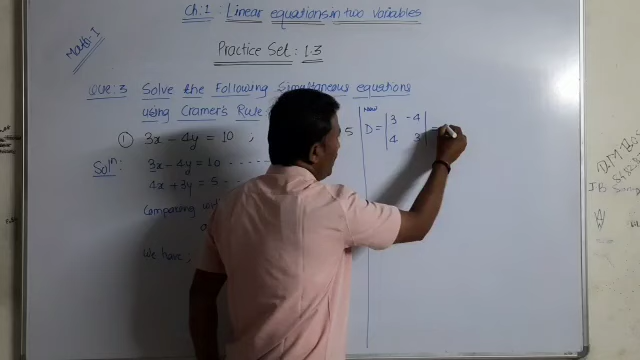 Ch:1 : Linear equations in two Variables
Math-I
Practice Set : 1.3
Que:3 Solve the Following Simultaneous equations
using Cramer's Rule
① 3x - 4y = 10 , 5
Solⁿ 3x - 4y = 10 - - - -
4x + 3y = 5 - -
Comparing
We have,
Now
D = | 3 -4 |
| 4 3 | =